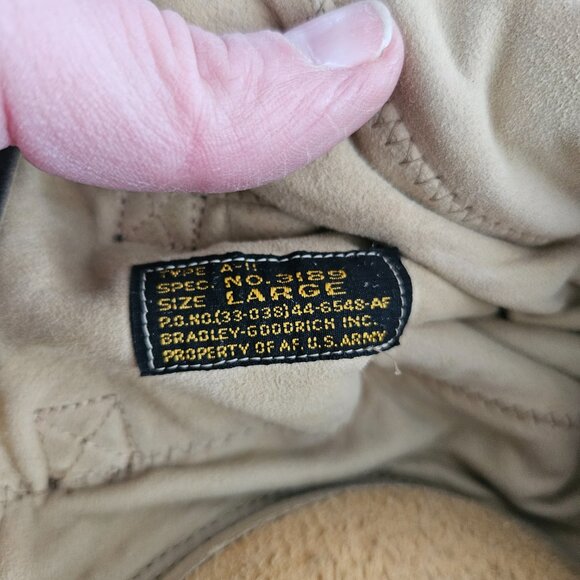 TYPE A-11
SPEC. NO.3189
SIZE LARGE
P.O.NO.(33-038)44-6548-AF
BRADLEY-GOODRICH INC.
PROPERTY OF AF. U.S. ARMY